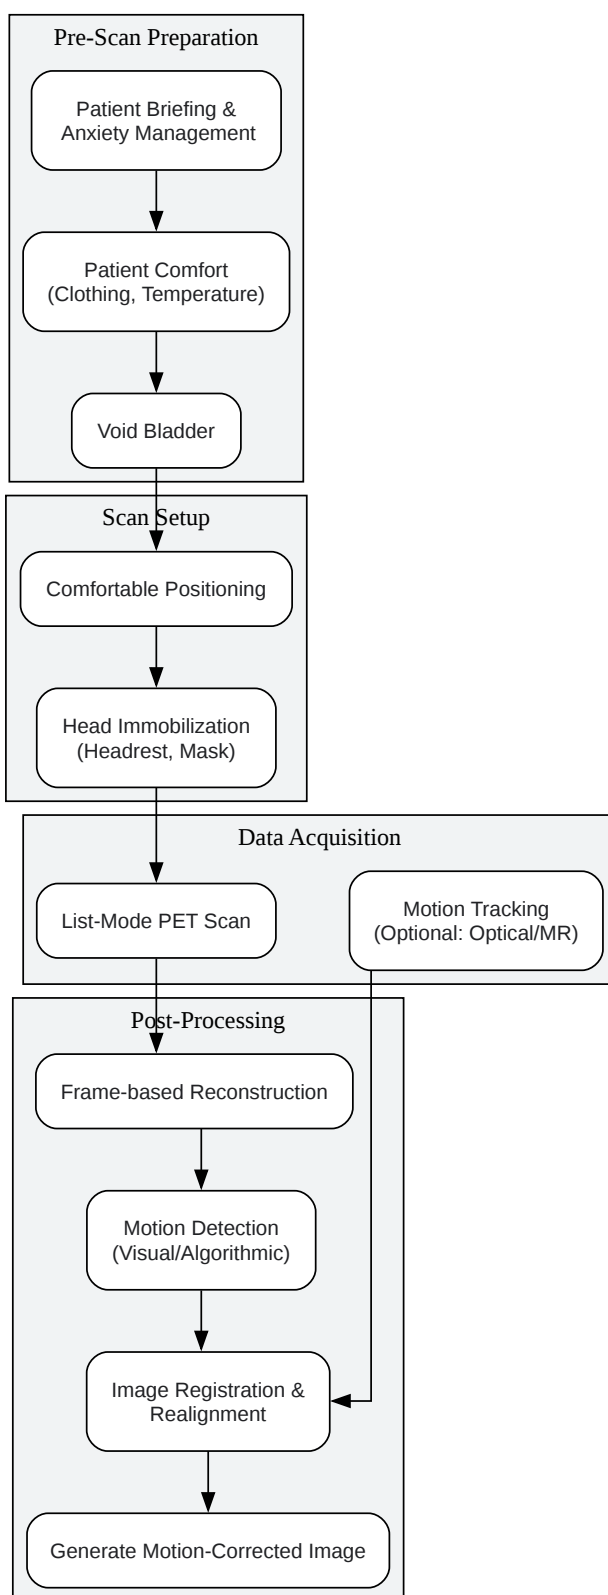 Pre-Scan Preparation
Patient Briefing &
Anxiety Management
Patient Comfort
(Clothing, Temperature)
Void Bladder
Scan Setup
Comfortable Positioning
Head Immobilization
(Headrest, Mask)
Data Acquisition
List-Mode PET Scan
Motion Tracking
(Optional: Optical/MR)
Post-Processing
Frame-based Reconstruction
Motion Detection
(Visual/Algorithmic)
Image Registration &
Realignment
Generate Motion-Corrected Image